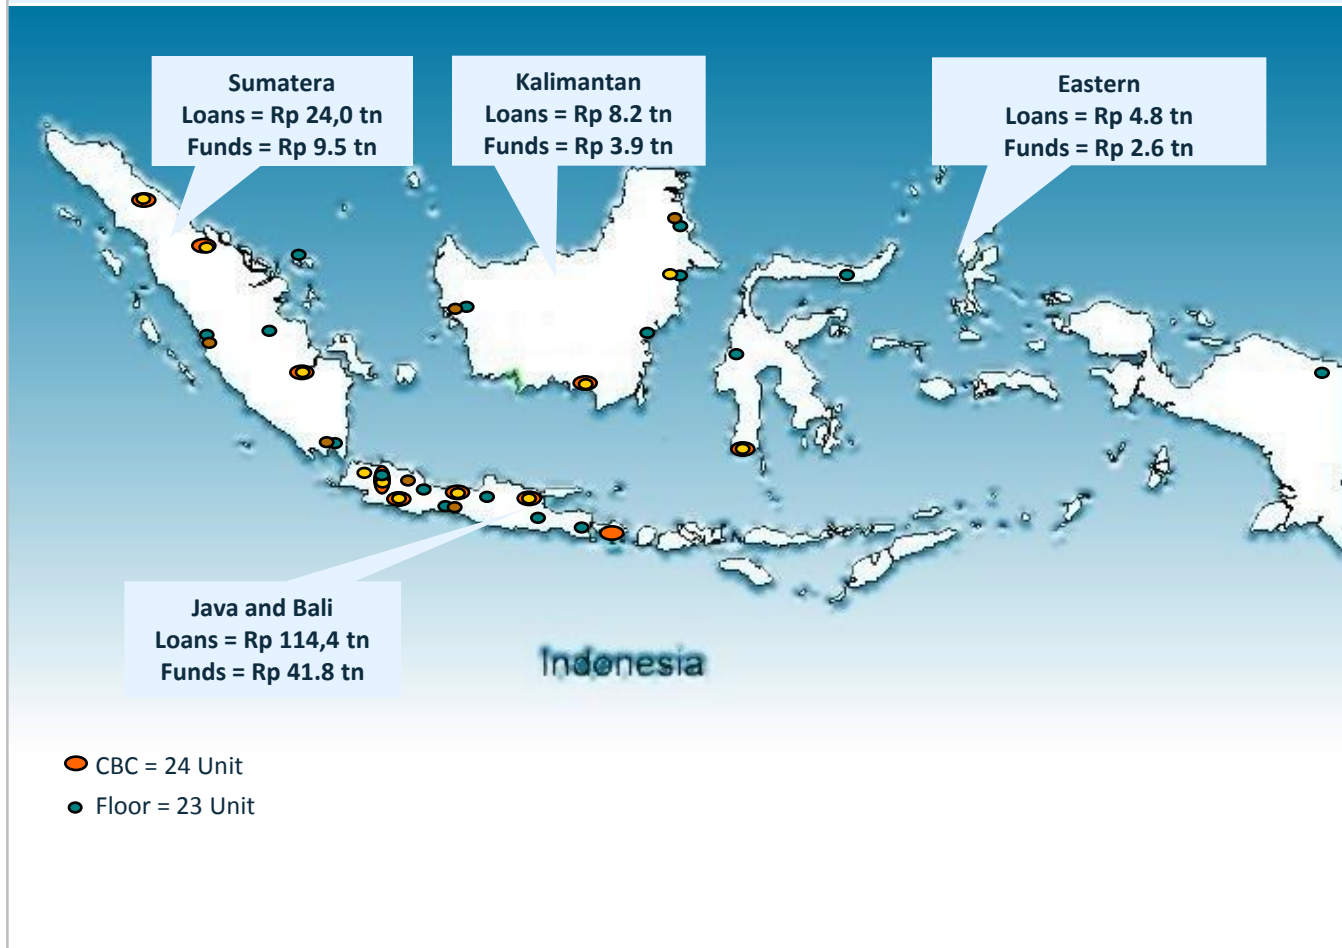 Sumatera
Loans = Rp 24,0 tn
Funds = Rp 9.5 tn
Kalimantan
Loans = Rp 8.2 tn
Funds = Rp 3.9 tn
Eastern
Loans = Rp 4.8 tn
Funds = Rp 2.6 tn
Java and Bali
Loans = Rp 114,4 tn
Funds = Rp 41.8 tn
Indonesia
CBC = 24 Unit
Floor = 23 Unit